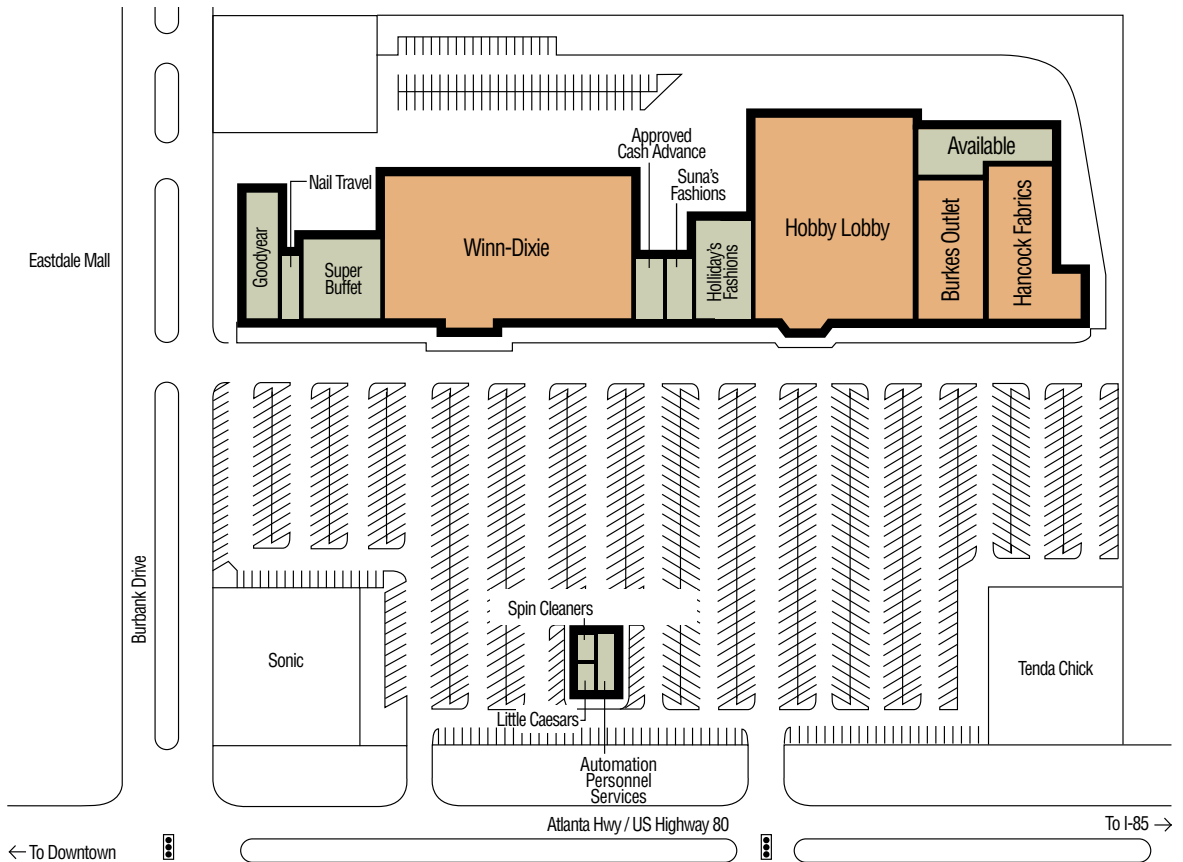 Approved
Cash Advance
Nail Travel
Suna's
Fashions
Available
Goodyear
Super
Buffet
Winn-Dixie
Holliday's
Fashions
Hobby Lobby
Burkes Outlet
Hancock Fabrics
Eastdale Mall
Burbank Drive
Spin Cleaners
Sonic
Tenda Chick
Little Caesars
Automation
Personnel
Services
Atlanta Hwy / US Highway 80
To I-85 →
← To Downtown